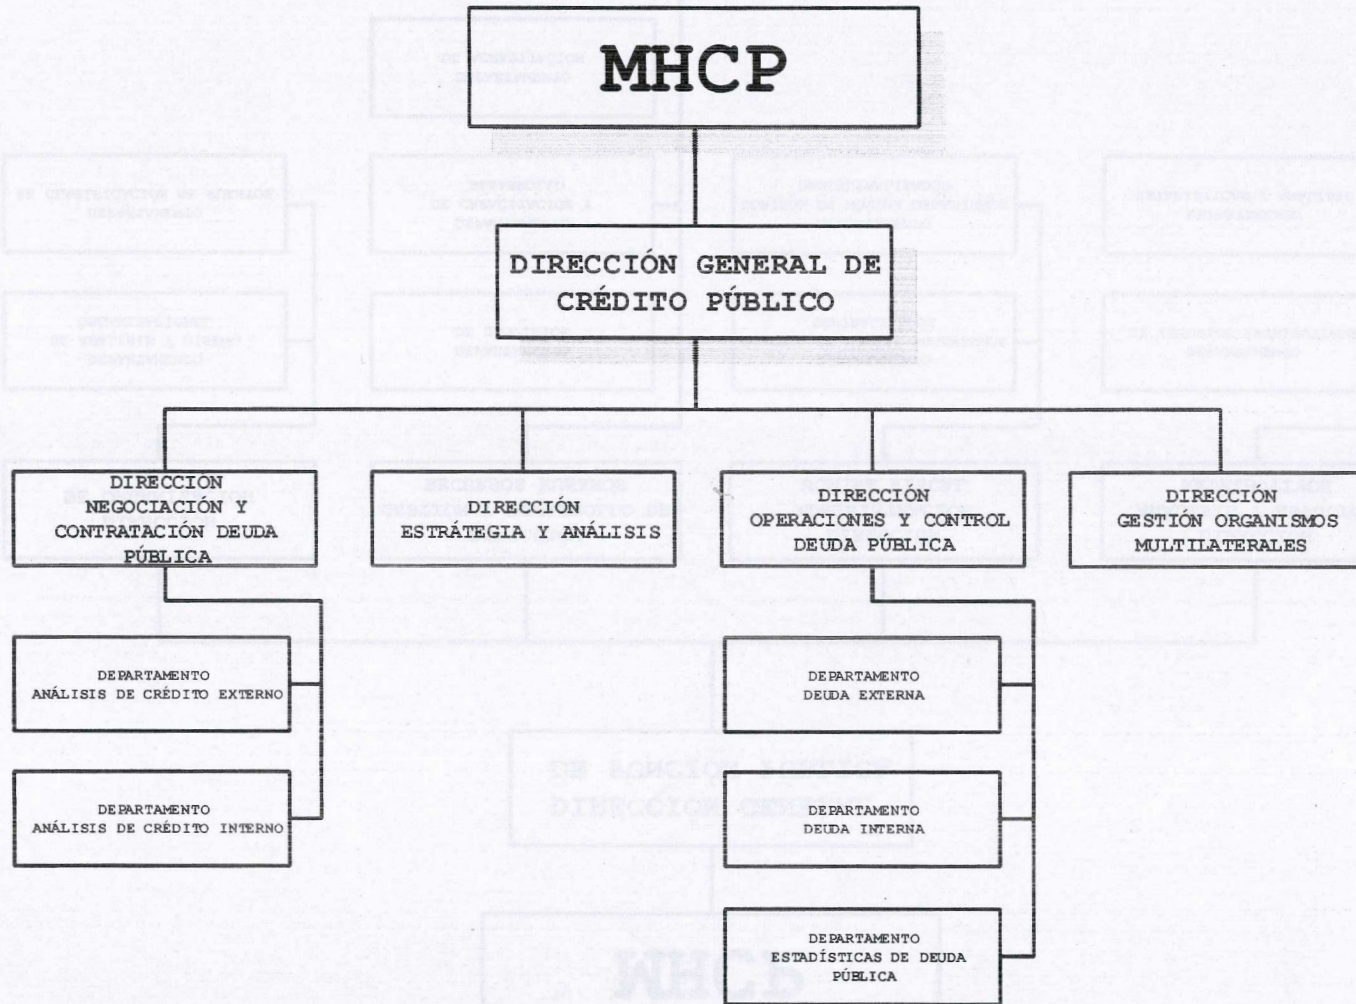 MHCP
DIRECCIÓN GENERAL DE
CRÉDITO PÚBLICO
DIRECCIÓN
NEGOCIACIÓN Y
CONTRATACIÓN DEUDA
PÚBLICA
DIRECCIÓN
ESTRÁTEGIA Y ANÁLISIS
DIRECCIÓN
OPERACIONES Y CONTROL
DEUDA PÚBLICA
DIRECCIÓN
GESTIÓN ORGANISMOS
MULTILATERALES
DEPARTAMENTO
ANÁLISIS DE CRÉDITO EXTERNO
DEPARTAMENTO
ANÁLISIS DE CRÉDITO INTERNO
DEPARTAMENTO
DEUDA EXTERNA
DEPARTAMENTO
DEUDA INTERNA
DEPARTAMENTO
ESTADÍSTICAS DE DEUDA
PÚBLICA